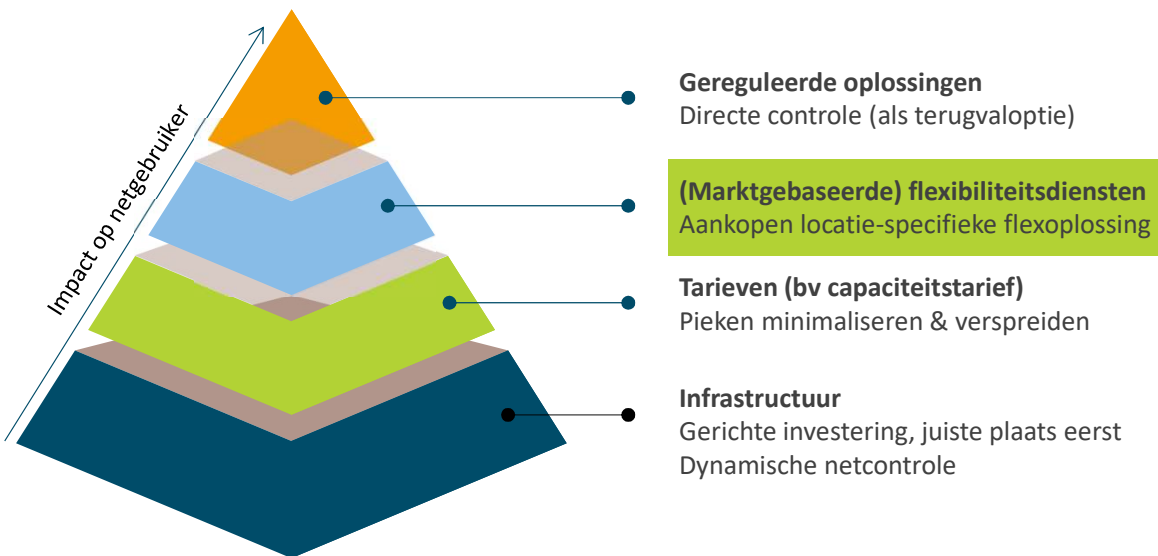 Impact op netgebruiker
Gereguleerde oplossingen
Directe controle (als terugvaloptie)
(Marktgebaseerde) flexibiliteitsdiensten
Aankopen locatie-specifieke flexoplossing
Tarieven (bv capaciteitstarief)
Pieken minimaliseren & verspreiden
Infrastructuur
Gerichte investering, juiste plaats eerst
Dynamische netcontrole